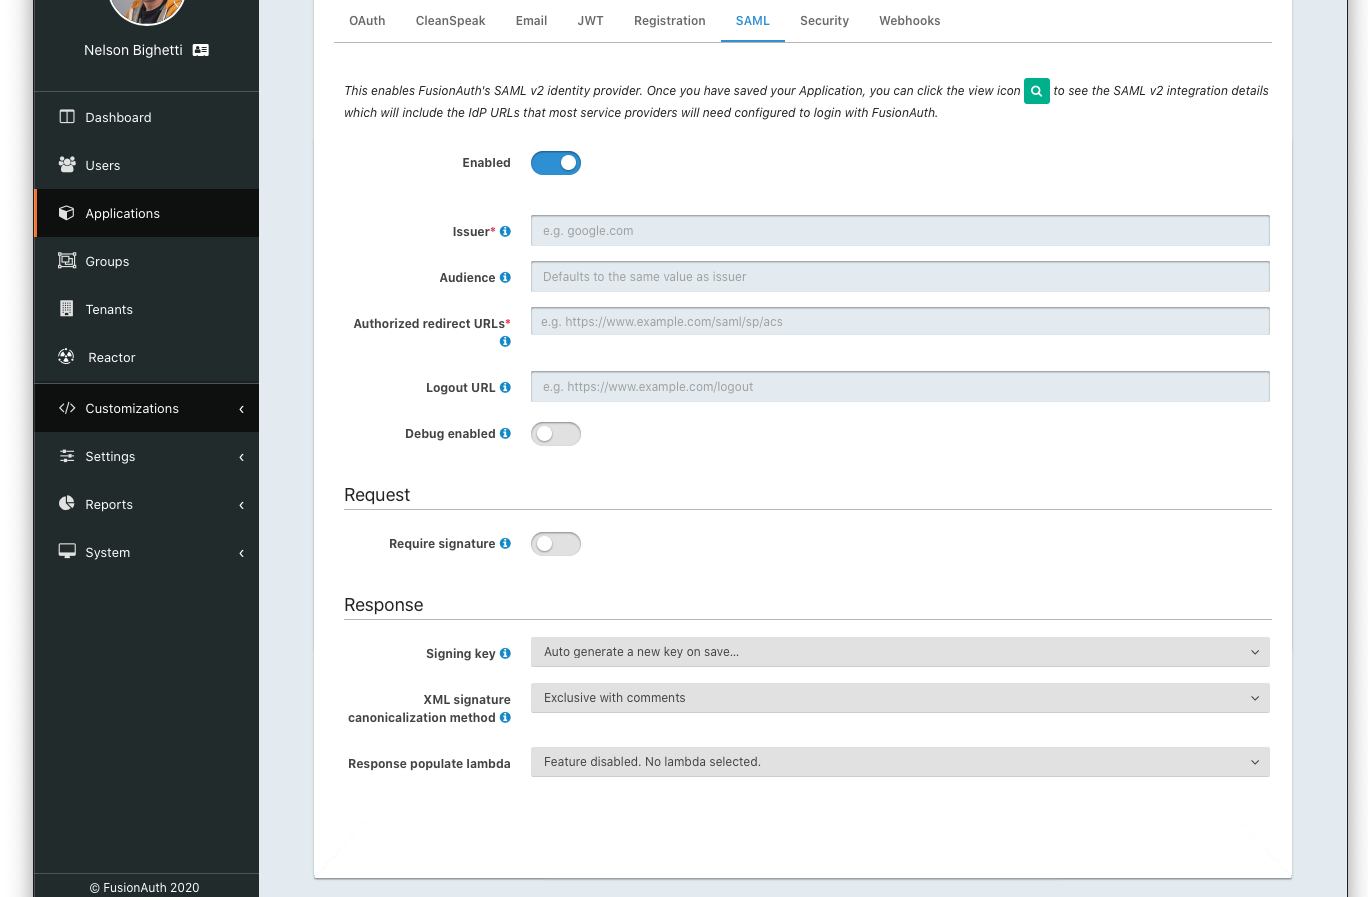 Nelson Bighetti
Dashboard
Users
Applications
Groups
Tenants
Reactor
Customizations
Settings
Reports
System
© FusionAuth 2020
OAuth CleanSpeak Email JWT Registration SAML Security Webhooks
This enables FusionAuth's SAML v2 identity provider. Once you have saved your Application, you can click the view icon to see the SAML v2 integration details
which will include the IdP URLs that most service providers will need configured to login with FusionAuth.
Enabled
Issuer* e.g. google.com
Audience Defaults to the same value as issuer
Authorized redirect URLs* e.g. https://www.example.com/saml/sp/acs
Logout URL e.g. https://www.example.com/logout
Debug enabled
Request
Require signature
Response
Signing key Auto generate a new key on save...
XML signature
canonicalization method Exclusive with comments
Response populate lambda Feature disabled. No lambda selected.